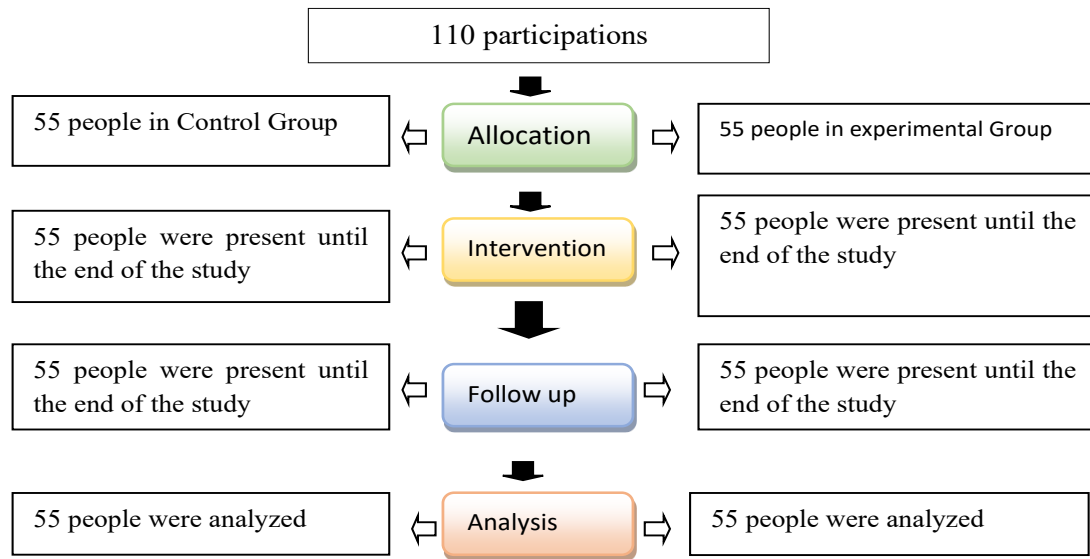 110 participations
55 people in Control Group
Allocation
55 people in experimental Group
55 people were present until
the end of the study
Intervention
55 people were present until the
end of the study
55 people were present until
the end of the study
Follow up
55 people were present until the
end of the study
55 people were analyzed
Analysis
55 people were analyzed